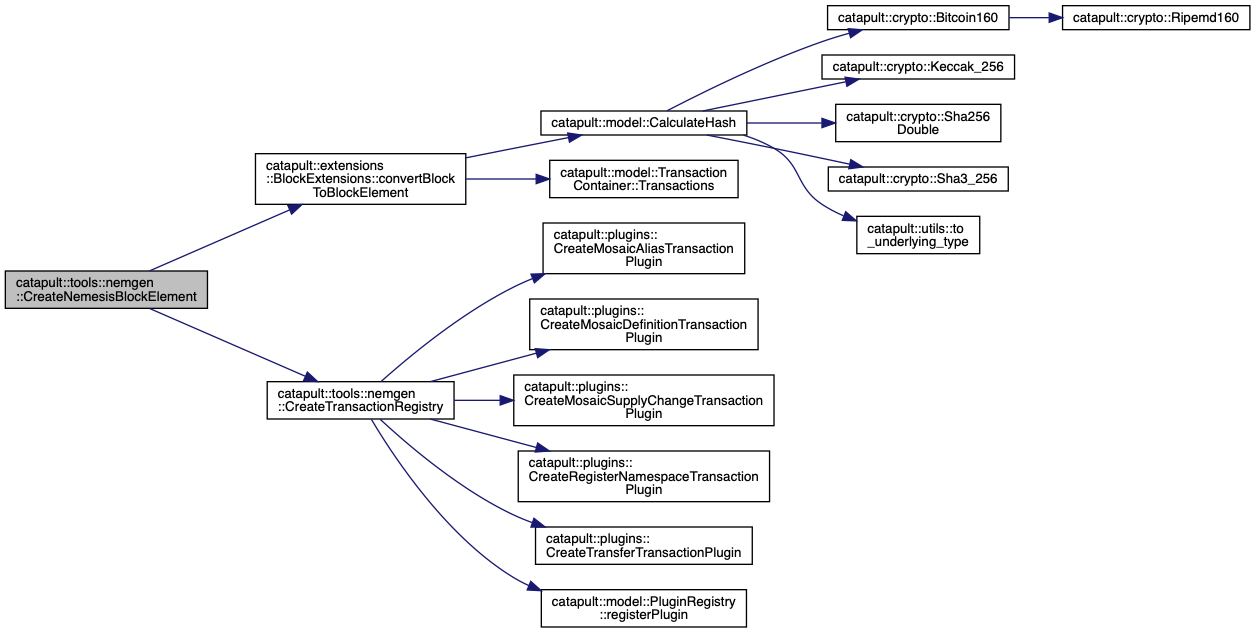 catapult::crypto::Bitcoin160
catapult::crypto::Ripemd160
catapult::crypto::Keccak_256
catapult::model::CalculateHash
catapult::crypto::Sha256
Double
catapult::extensions
::BlockExtensions::convertBlock
ToBlockElement
catapult::model::Transaction
Container::Transactions
catapult::crypto::Sha3_256
catapult::utils::to
_underlying_type
catapult::plugins::
CreateMosaicAliasTransaction
Plugin
catapult::tools::nemgen
::CreateNemesisBlockElement
catapult::plugins::
CreateMosaicDefinitionTransaction
Plugin
catapult::tools::nemgen
::CreateTransactionRegistry
catapult::plugins::
CreateMosaicSupplyChangeTransaction
Plugin
catapult::plugins::
CreateRegisterNamespaceTransaction
Plugin
catapult::plugins::
CreateTransferTransactionPlugin
catapult::model::PluginRegistry
::registerPlugin